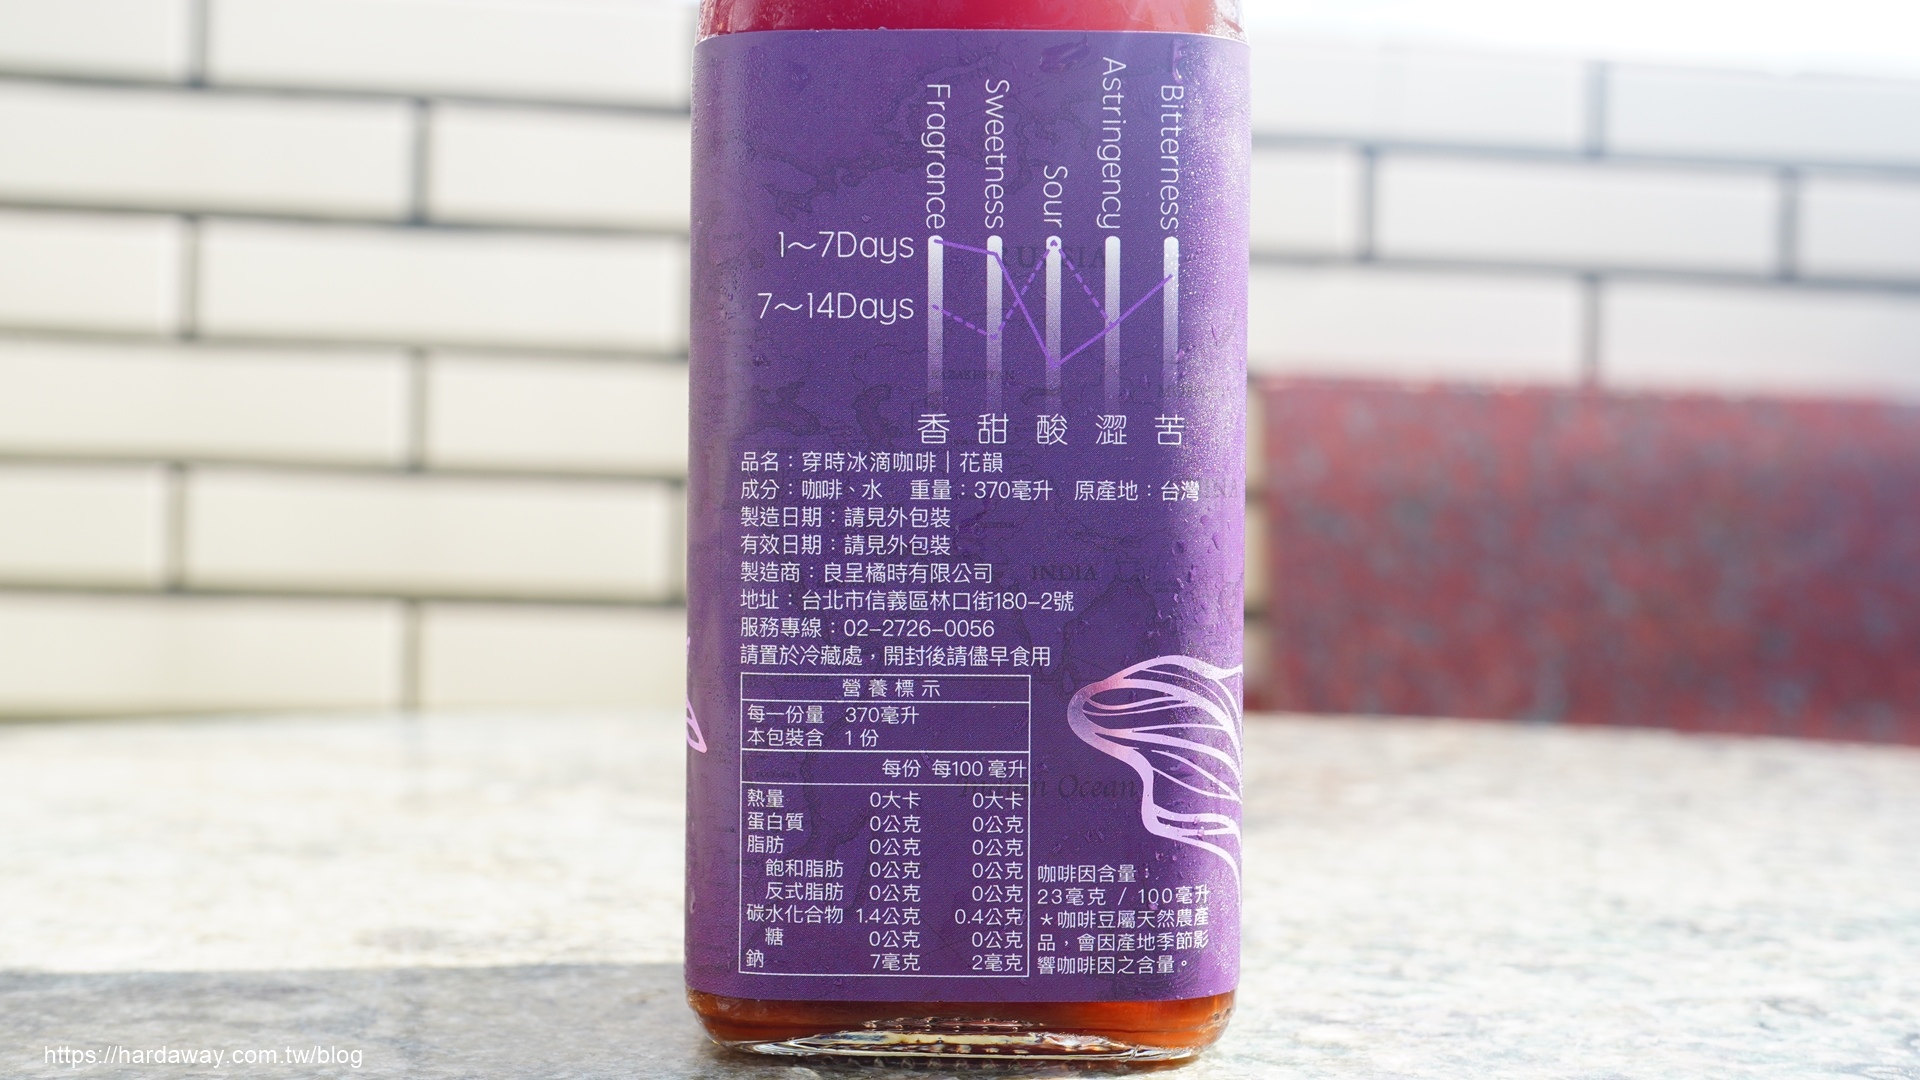 Fragrance
Sweetness
Sour
Astringency
Bitterness
1～7Days
7～14Days
RUSSIA
KAZAKHSTAN
香 甜 酸 澀 苦
品名：穿時冰滴咖啡｜花韻
成分：咖啡、水 重量：370毫升 原產地：台灣
製造日期：請見外包裝
有效日期：請見外包裝
製造商：良呈橘時有限公司
INDIA
地址：台北市信義區林口街180-2號
服務專線：02-2726-0056
請置於冷藏處，開封後請儘早食用
營養標示
每一份量 370毫升
本包裝含 1 份
每份 每100 毫升
Ocean
熱量 0大卡 0大卡
蛋白質 0公克 0公克
脂肪 0公克 0公克
飽和脂肪 0公克 0公克
反式脂肪 0公克 0公克
碳水化合物 1.4公克 0.4公克
糖 0公克 0公克
鈉 7毫克 2毫克
咖啡因含量：
23毫克 / 100毫升
＊咖啡豆屬天然農產
品，會因產地季節影
響咖啡因之含量。
https://hardaway.com.tw/blog